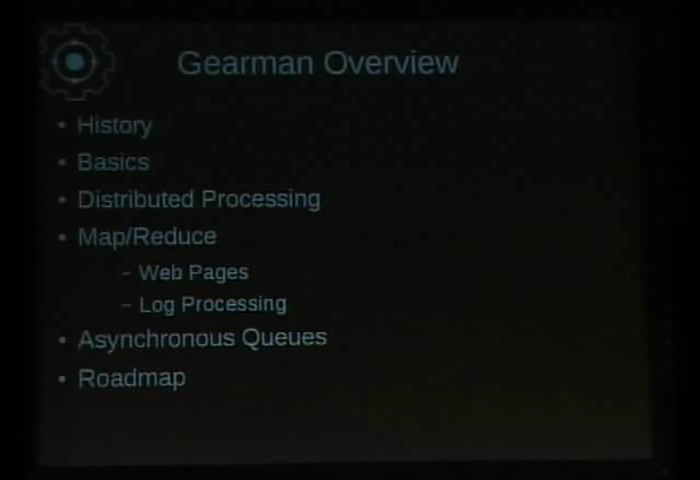 Gearman Overview
• History
• Basics
• Distributed Processing
• Map/Reduce
– Web Pages
– Log Processing
• Asynchronous Queues
• Roadmap